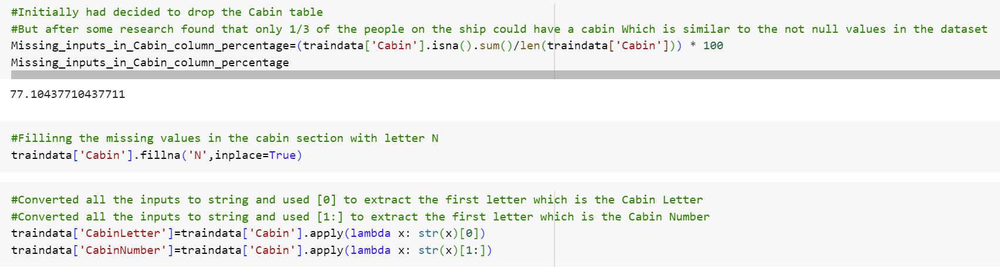 #Initially had decided to drop the Cabin table
#But after some research found that only 1/3 of the people on the ship could have a cabin Which is similar to the not null values in the dataset
Missing_inputs_in_Cabin_column_percentage=(traindata['Cabin'].isna().sum()/len(traindata['Cabin'])) * 100
Missing_inputs_in_Cabin_column_percentage
77.10437710437711
#Fillinng the missing values in the cabin section with letter N
traindata['Cabin'].fillna('N',inplace=True)
#Converted all the inputs to string and used [0] to extract the first letter which is the Cabin Letter
#Converted all the inputs to string and used [1:] to extract the first letter which is the Cabin Number
traindata['CabinLetter']=traindata['Cabin'].apply(lambda x: str(x)[0])
traindata['CabinNumber']=traindata['Cabin'].apply(lambda x: str(x)[1:])